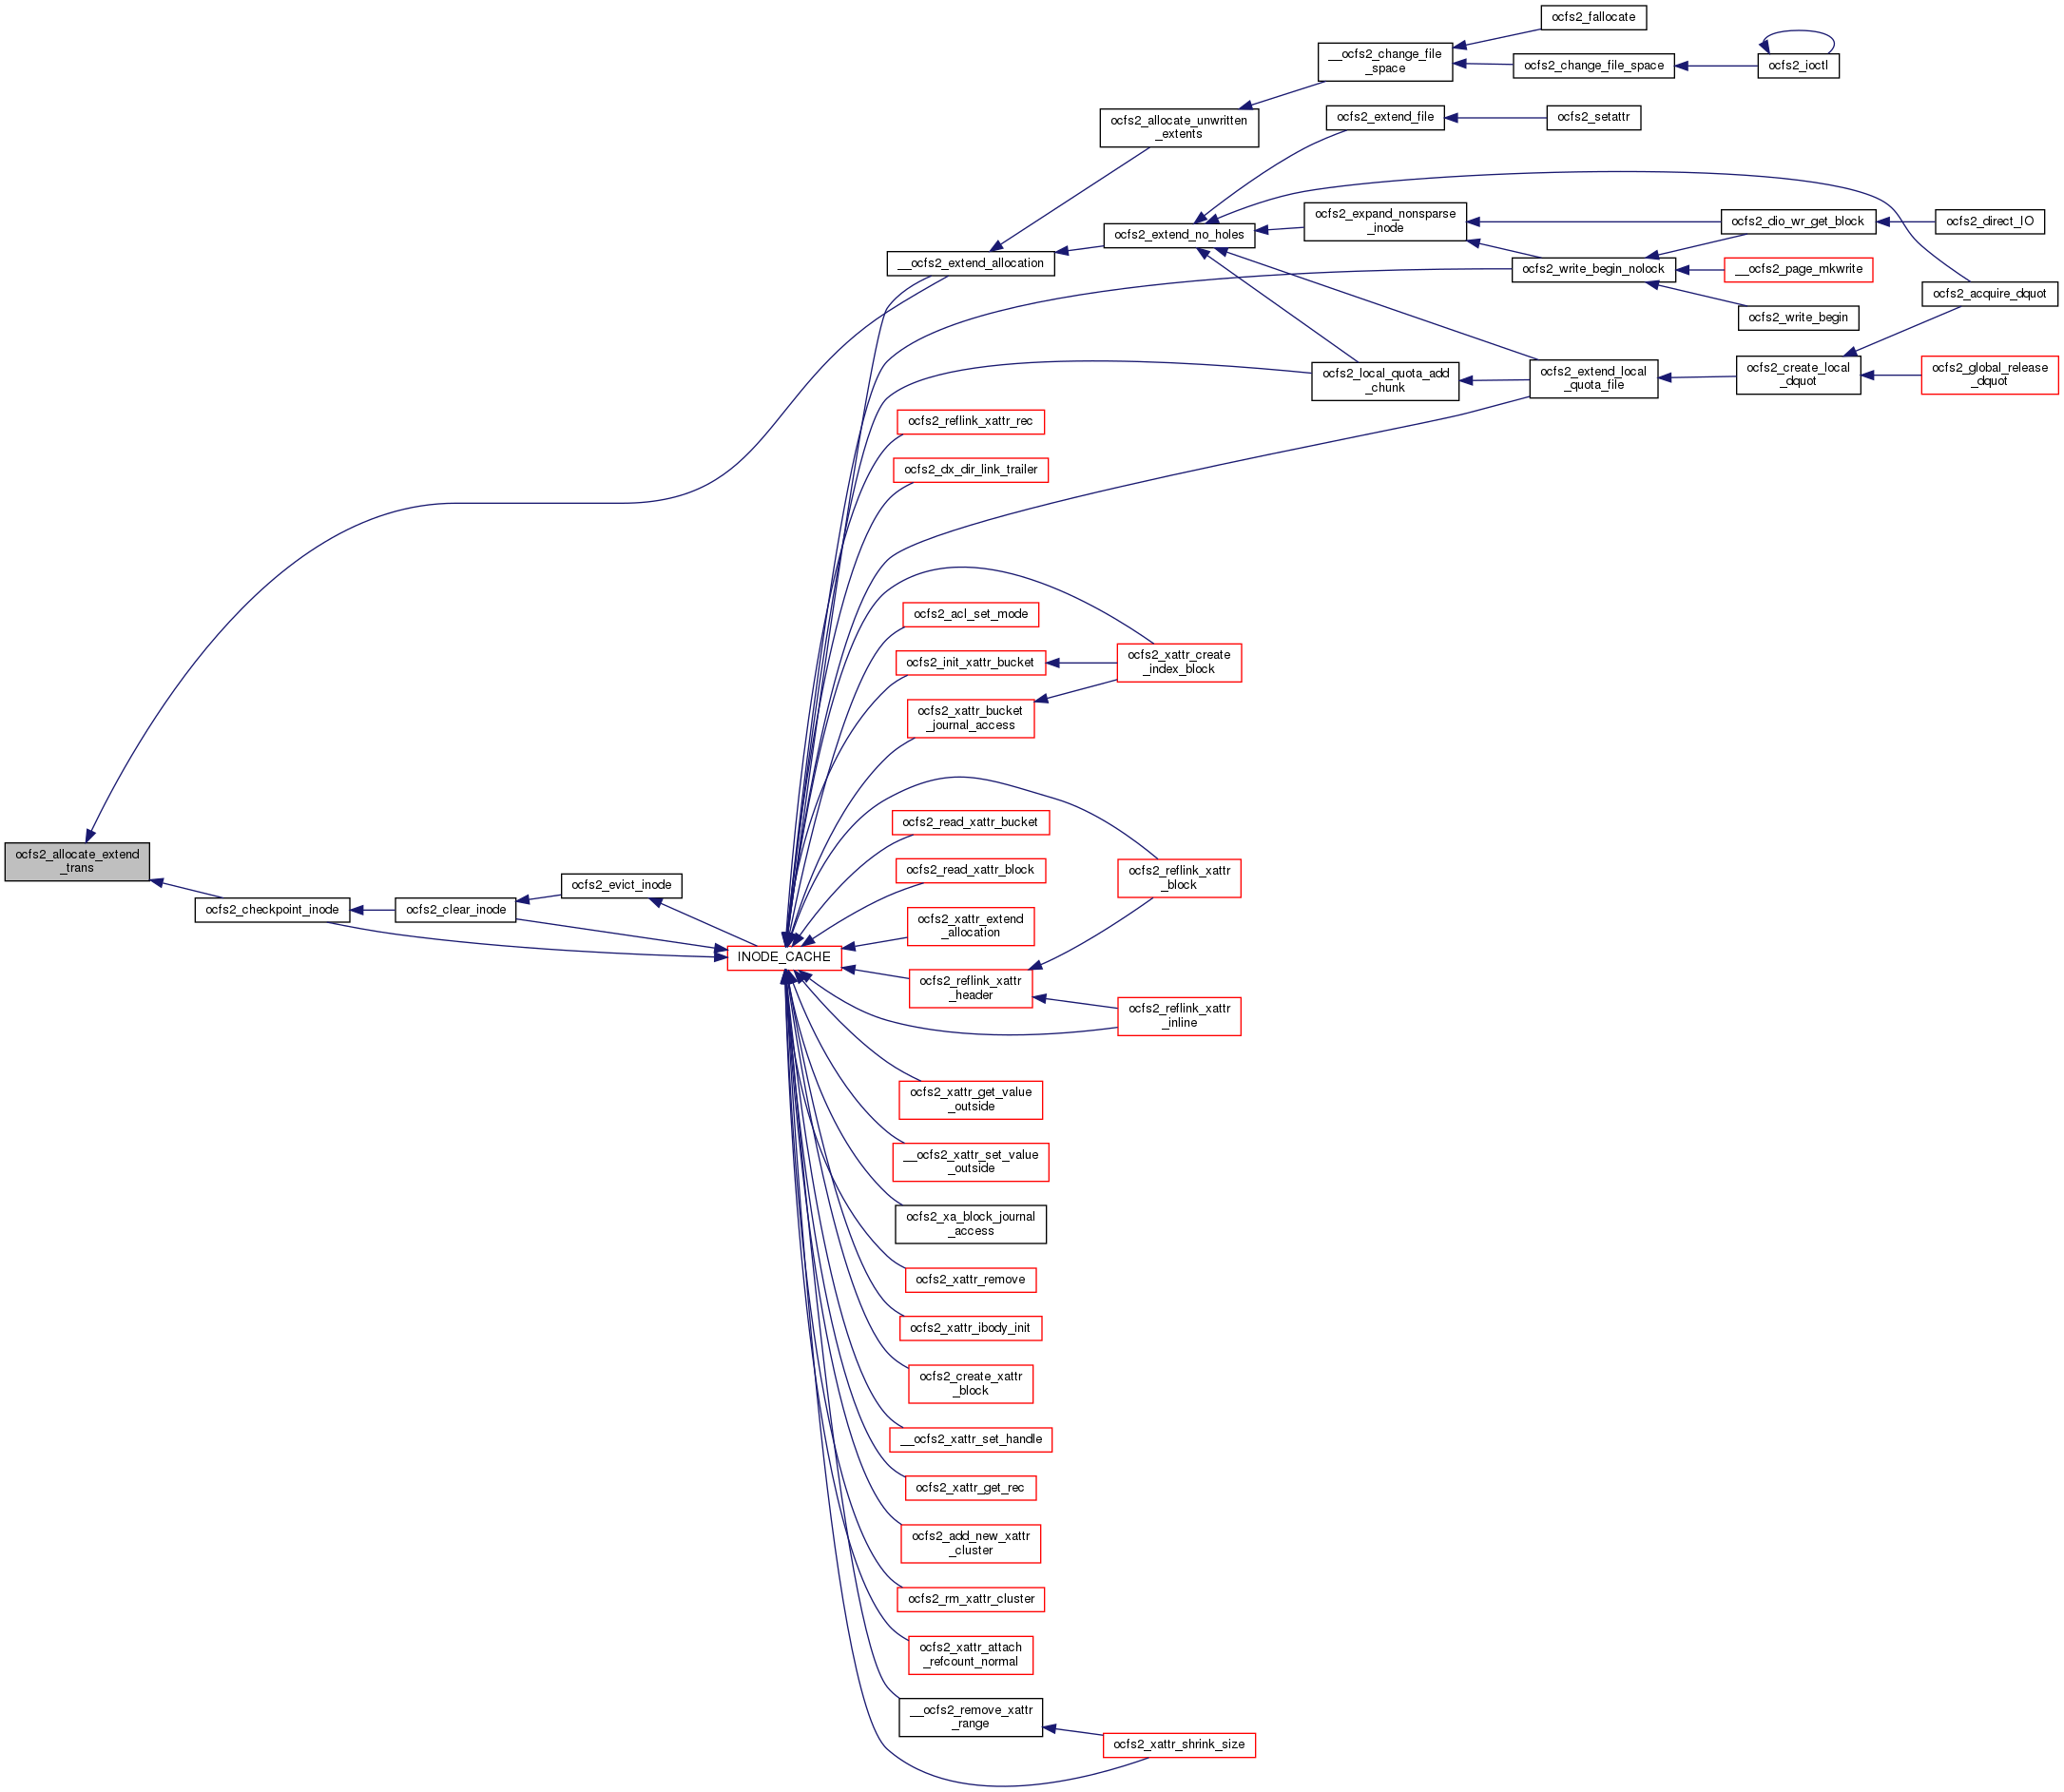 ocfs2_fallocate
__ocfs2_change_file
_space
ocfs2_change_file_space
ocfs2_ioctl
ocfs2_allocate_unwritten
_extents
ocfs2_extend_file
ocfs2_setattr
ocfs2_extend_no_holes
ocfs2_expand_nonsparse
_inode
ocfs2_dio_wr_get_block
ocfs2_direct_IO
__ocfs2_extend_allocation
ocfs2_write_begin_nolock
__ocfs2_page_mkwrite
ocfs2_acquire_dquot
ocfs2_write_begin
ocfs2_local_quota_add
_chunk
ocfs2_extend_local
_quota_file
ocfs2_create_local
_dquot
ocfs2_global_release
_dquot
ocfs2_reflink_xattr_rec
ocfs2_dx_dir_link_trailer
ocfs2_acl_set_mode
ocfs2_init_xattr_bucket
ocfs2_xattr_create
_index_block
ocfs2_xattr_bucket
_journal_access
ocfs2_read_xattr_bucket
ocfs2_allocate_extend
_trans
ocfs2_read_xattr_block
ocfs2_reflink_xattr
_block
ocfs2_evict_inode
ocfs2_checkpoint_inode
ocfs2_clear_inode
ocfs2_xattr_extend
_allocation
INODE_CACHE
ocfs2_reflink_xattr
_header
ocfs2_reflink_xattr
_inline
ocfs2_xattr_get_value
_outside
__ocfs2_xattr_set_value
_outside
ocfs2_xa_block_journal
_access
ocfs2_xattr_remove
ocfs2_xattr_ibody_init
ocfs2_create_xattr
_block
__ocfs2_xattr_set_handle
ocfs2_xattr_get_rec
ocfs2_add_new_xattr
_cluster
ocfs2_rm_xattr_cluster
ocfs2_xattr_attach
_refcount_normal
__ocfs2_remove_xattr
_range
ocfs2_xattr_shrink_size